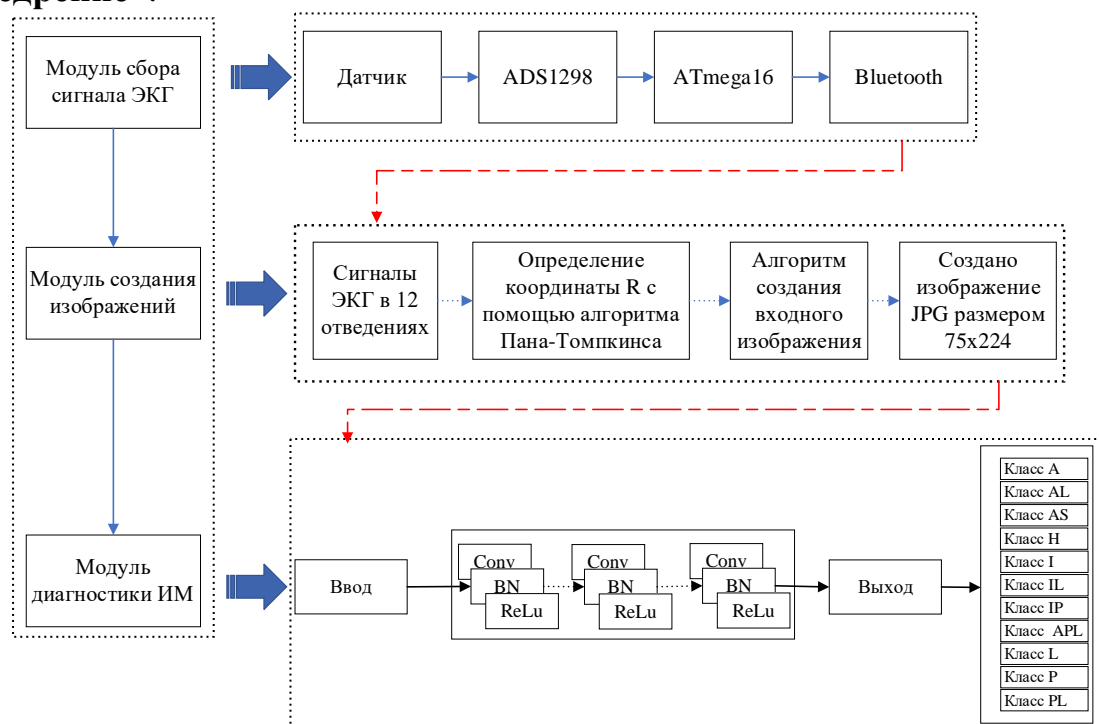 Модуль сбора
сигнала ЭКГ
Датчик
ADS1298
ATmega16
Bluetooth
Модуль создания
изображений
Сигналы
ЭКГ в 12
отведениях
Определение
координаты R с
помощью алгоритма
Пана-Томпкинса
Алгоритм
создания
входного
изображения
Создано
изображение
JPG размером
75x224
Модуль
диагностики ИМ
Ввод
Conv
BN
ReLu
Conv
BN
ReLu
Conv
BN
ReLu
Выход
Класс A
Класс AL
Класс AS
Класс H
Класс I
Класс IL
Класс IP
Класс APL
Класс L
Класс P
Класс PL